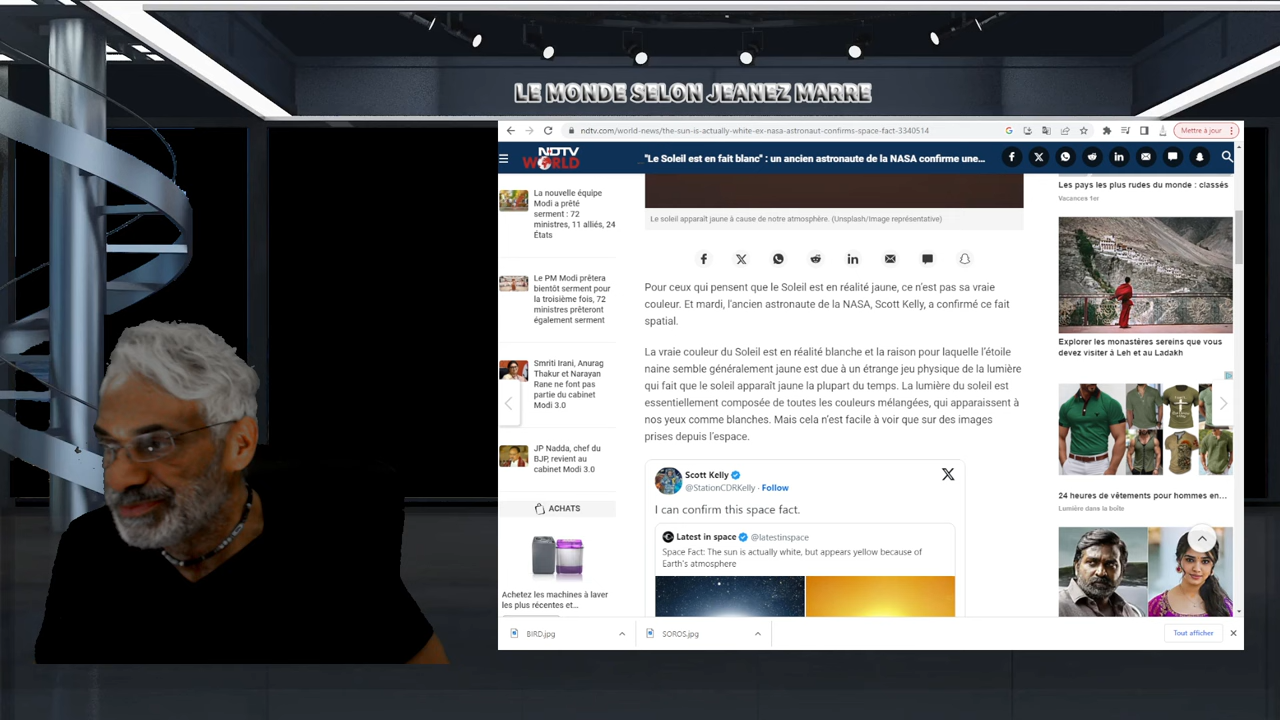 LE MONDE SELON JEANEZ MARRE
ndtv.com/world-news/the-sun-is-actually-white-ex-nasa-astronaut-confirms-space-fact-3340514
Mettre à jour
NDTV
WORLD
"Le Soleil est en fait blanc" : un ancien astronaute de la NASA confirme une...
La nouvelle équipe
Modi a prêté
serment : 72
ministres, 11 alliés, 24
États
Le PM Modi prêtera
bientôt serment pour
la troisième fois, 72
ministres prêteront
également serment
Smriti Irani, Anurag
Thakur et Narayan
Rane ne font pas
partie du cabinet
Modi 3.0
JP Nadda, chef du
BJP, revient au
cabinet Modi 3.0
ACHATS
Achetez les machines à laver
les plus récentes et...
Le soleil apparaît jaune à cause de notre atmosphère. (Unsplash/Image représentative)
Pour ceux qui pensent que le Soleil est en réalité jaune, ce n'est pas sa vraie
couleur. Et mardi, l'ancien astronaute de la NASA, Scott Kelly, a confirmé ce fait
spatial.
La vraie couleur du Soleil est en réalité blanche et la raison pour laquelle l'étoile
naine semble généralement jaune est due à un étrange jeu physique de la lumière
qui fait que le soleil apparaît jaune la plupart du temps. La lumière du soleil est
essentiellement composée de toutes les couleurs mélangées, qui apparaissent à
nos yeux comme blanches. Mais cela n'est facile à voir que sur des images
prises depuis l'espace.
Scott Kelly
@StationCDRKelly · Follow
I can confirm this space fact.
Latest in space @latestinspace
Space Fact: The sun is actually white, but appears yellow because of
Earth's atmosphere
Les pays les plus rudes du monde : classés
Vacances 1er
Explorer les monastères sereins que vous
devez visiter à Leh et au Ladakh
24 heures de vêtements pour hommes en...
Lumière dans la boîte
BIRD.jpg
SOROS.jpg
Tout afficher